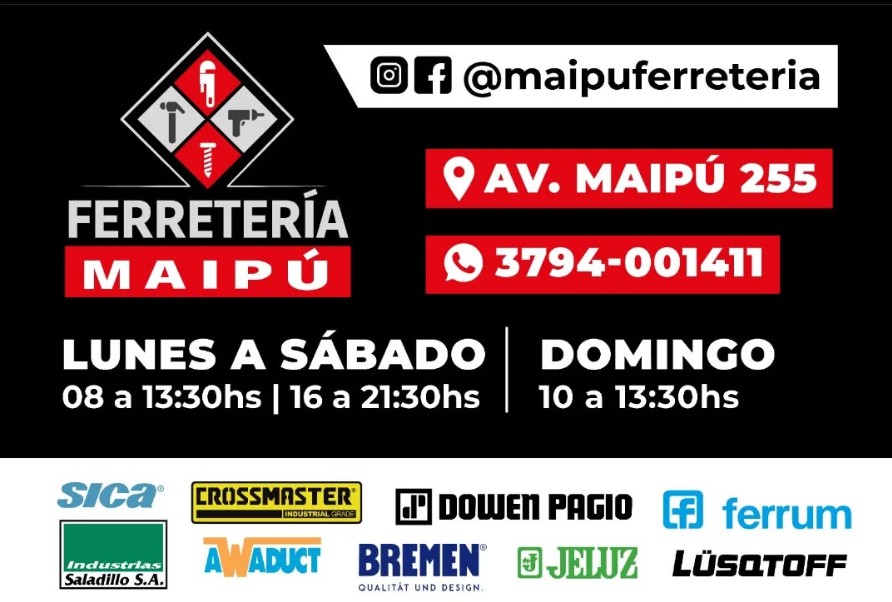 @maipuferreteria
AV. MAIPÚ 255
3794-001411
FERRETERÍA
MAIPÚ
LUNES A SÁBADO
08 a 13:30hs | 16 a 21:30hs
DOMINGO
10 a 13:30hs
SICA®
CROSSMASTER®
INDUSTRIAL GRADE
DOWEN PAGIO
ferrum
Industrias
Saladillo S.A.
AWADUCT
BREMEN®
QUALITÄT UND DESIGN.
JELUZ
LÜSQTOFF